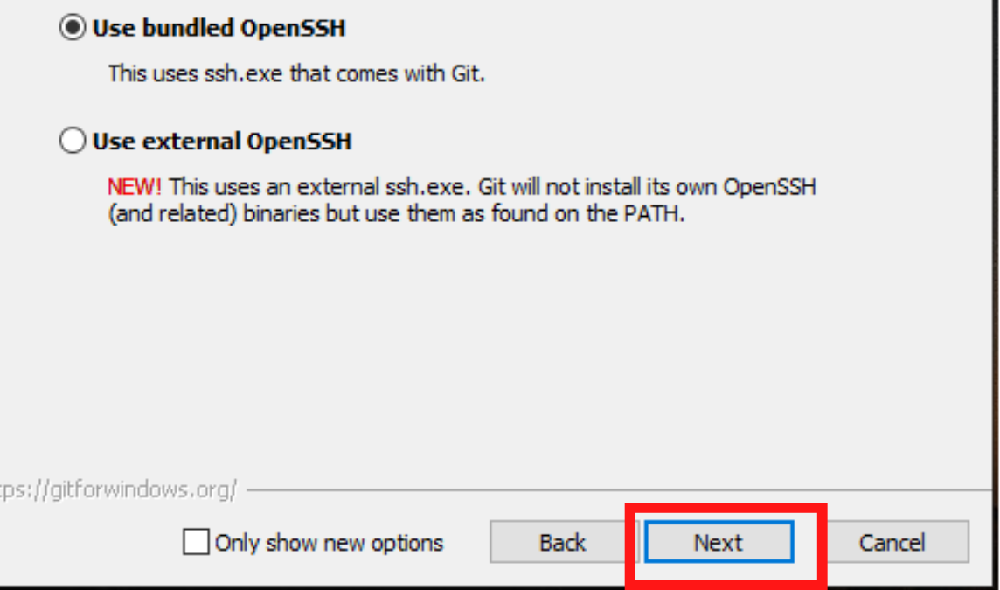 Use bundled OpenSSH
This uses ssh.exe that comes with Git.
Use external OpenSSH
NEW! This uses an external ssh.exe. Git will not install its own OpenSSH
(and related) binaries but use them as found on the PATH.
tps://gitforwindows.org/
Only show new options
Back
Next
Cancel